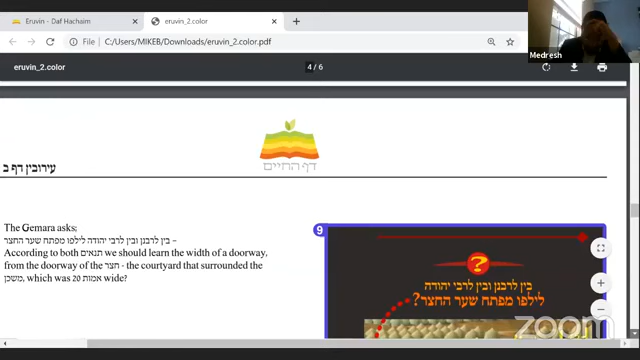 Eruvin - Daf Hachaim
eruvin_2.color.pdf
File
C:/Users/MIKEB/Downloads/eruvin_2.color.pdf
Medresh
eruvin_2.color
4 / 6
דף החיים
עירובין דף ב
The Gemara asks;
בין לרבנן ובין לרבי יהודה לילפו מפתח שער החצר –
According to both תנאים we should learn the width of a doorway,
from the doorway of the חצר - the courtyard that surrounded the
משכן, which was 20 אמות wide?
9
?
בין לרבנן ובין לרבי יהודה
לילפו מפתח שער החצר?
zoom